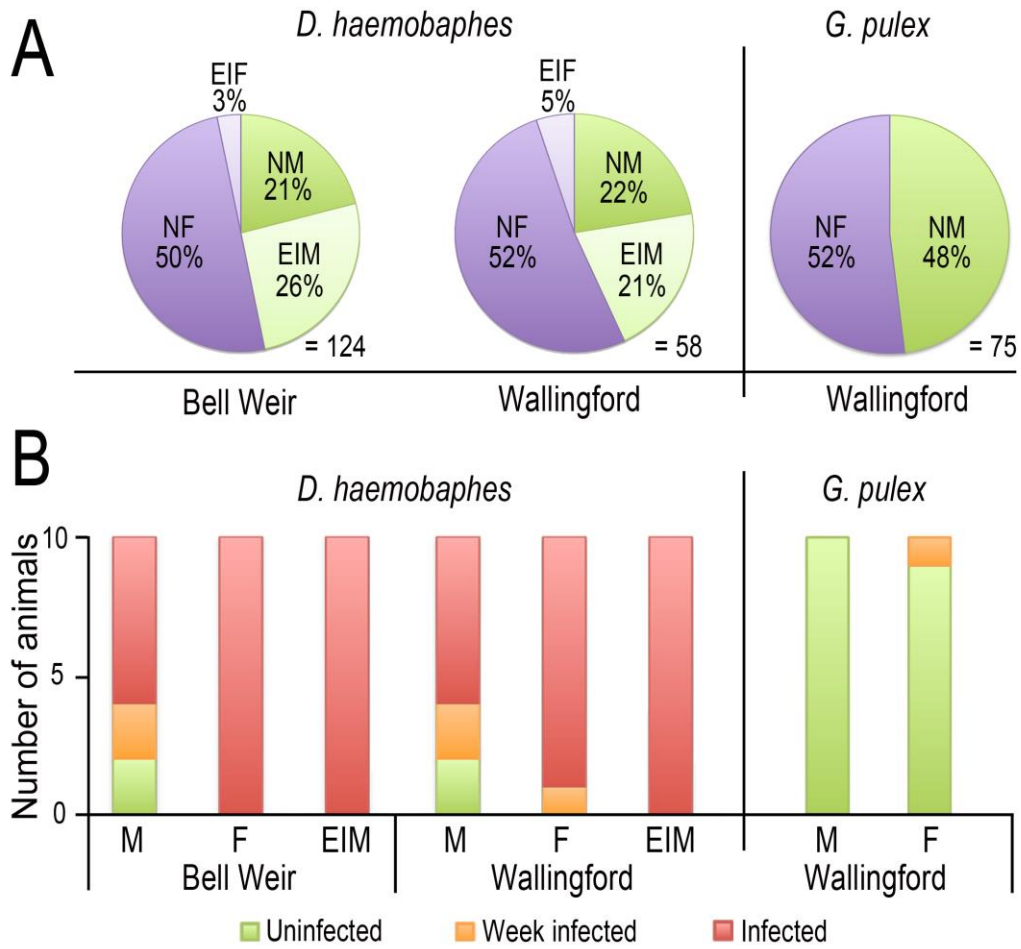 A
D. haemobaphes
G. pulex
EIF
3%
NM
21%
NF
50%
EIM
26%
= 124
EIF
5%
NM
22%
NF
52%
EIM
21%
= 58
NF
52%
NM
48%
= 75
Bell Weir
Wallingford
Wallingford
B
D. haemobaphes
G. pulex
Number of animals
10
5
0
M F EIM M F EIM M F
Bell Weir
Wallingford
Wallingford
Uninfected Week infected Infected